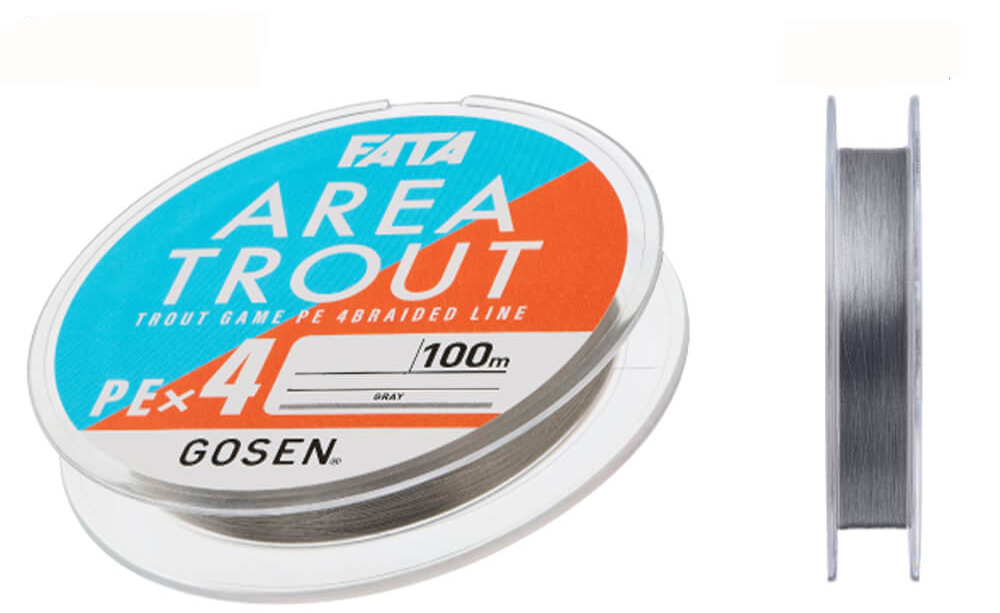 FATA
AREA
TROUT
TROUT GAME PE 4BRAIDED LINE
PE×4
/100m
GRAY
GOSEN®